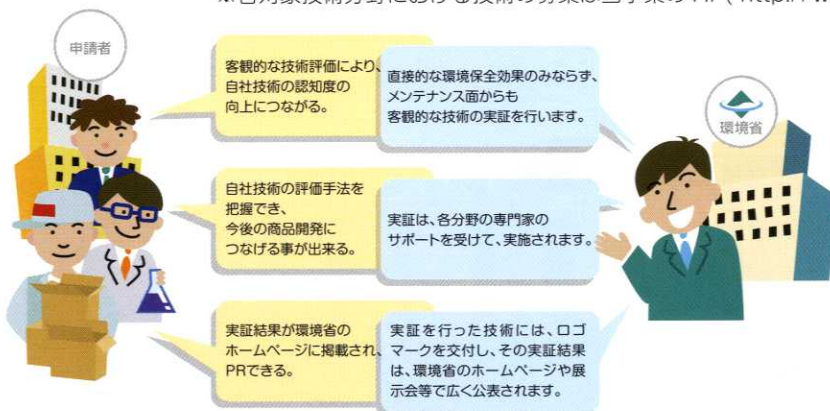 申請者
客観的な技術評価により、
自社技術の認知度の
向上につながる。
直接的な環境保全効果のみならず、
メンテナンス面からも
客観的な技術の実証を行います。
環境省
自社技術の評価手法を
把握でき、
今後の商品開発に
つなげる事が出来る。
実証は、各分野の専門家の
サポートを受けて、実施されます。
実証結果が環境省の
ホームページに掲載され、
PRできる。
実証を行った技術には、ロゴ
マークを交付し、その実証結果
は、環境省のホームページや展
示会等で広く公表されます。